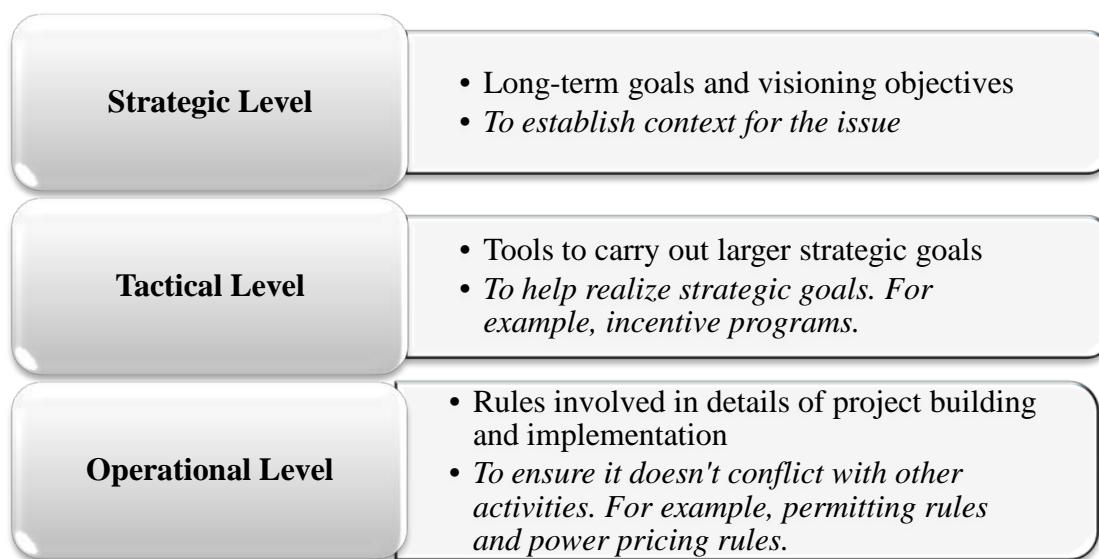 Strategic Level
• Long-term goals and visioning objectives
• To establish context for the issue
Tactical Level
• Tools to carry out larger strategic goals
• To help realize strategic goals. For
example, incentive programs.
Operational Level
• Rules involved in details of project building
and implementation
• To ensure it doesn't conflict with other
activities. For example, permitting rules
and power pricing rules.